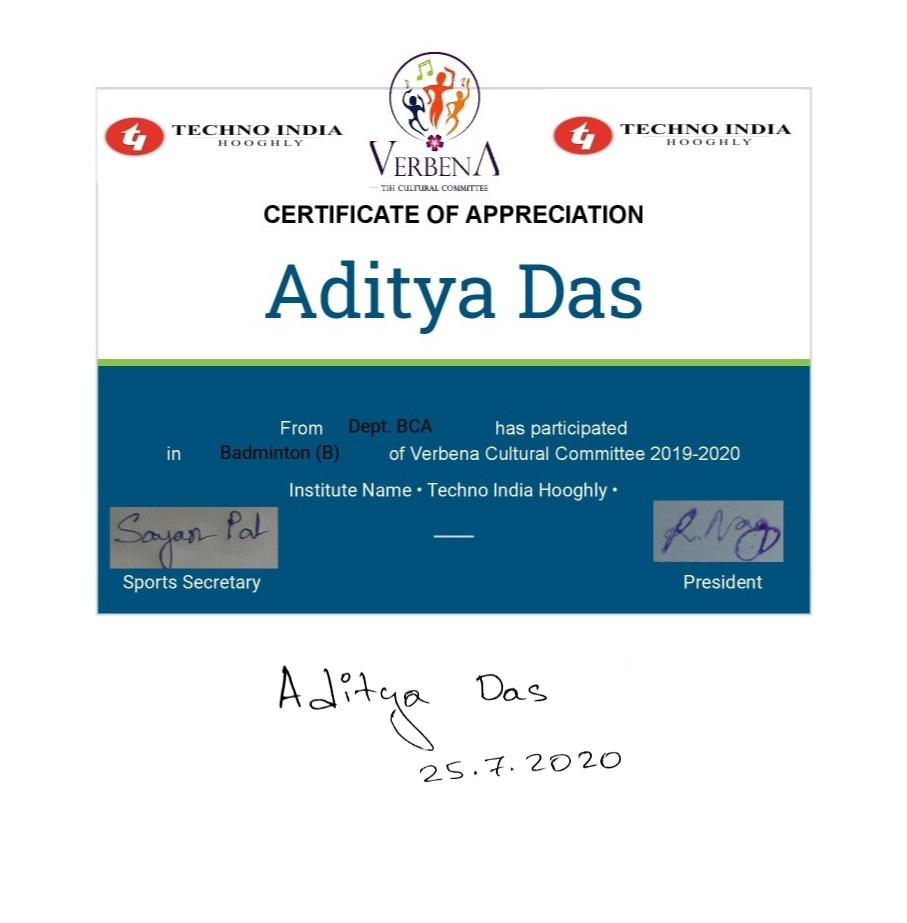 TECHNO INDIA
HOOGHLY
VERBENA
TIH CULTURAL COMMITTEE
TECHNO INDIA
HOOGHLY
CERTIFICATE OF APPRECIATION
Aditya Das
From Dept. BCA has participated
in Badminton (B) of Verbena Cultural Committee 2019-2020
Institute Name • Techno India Hooghly •
Sayan Pal
R. Nag
Sports Secretary
President
Aditya Das
25.7.2020